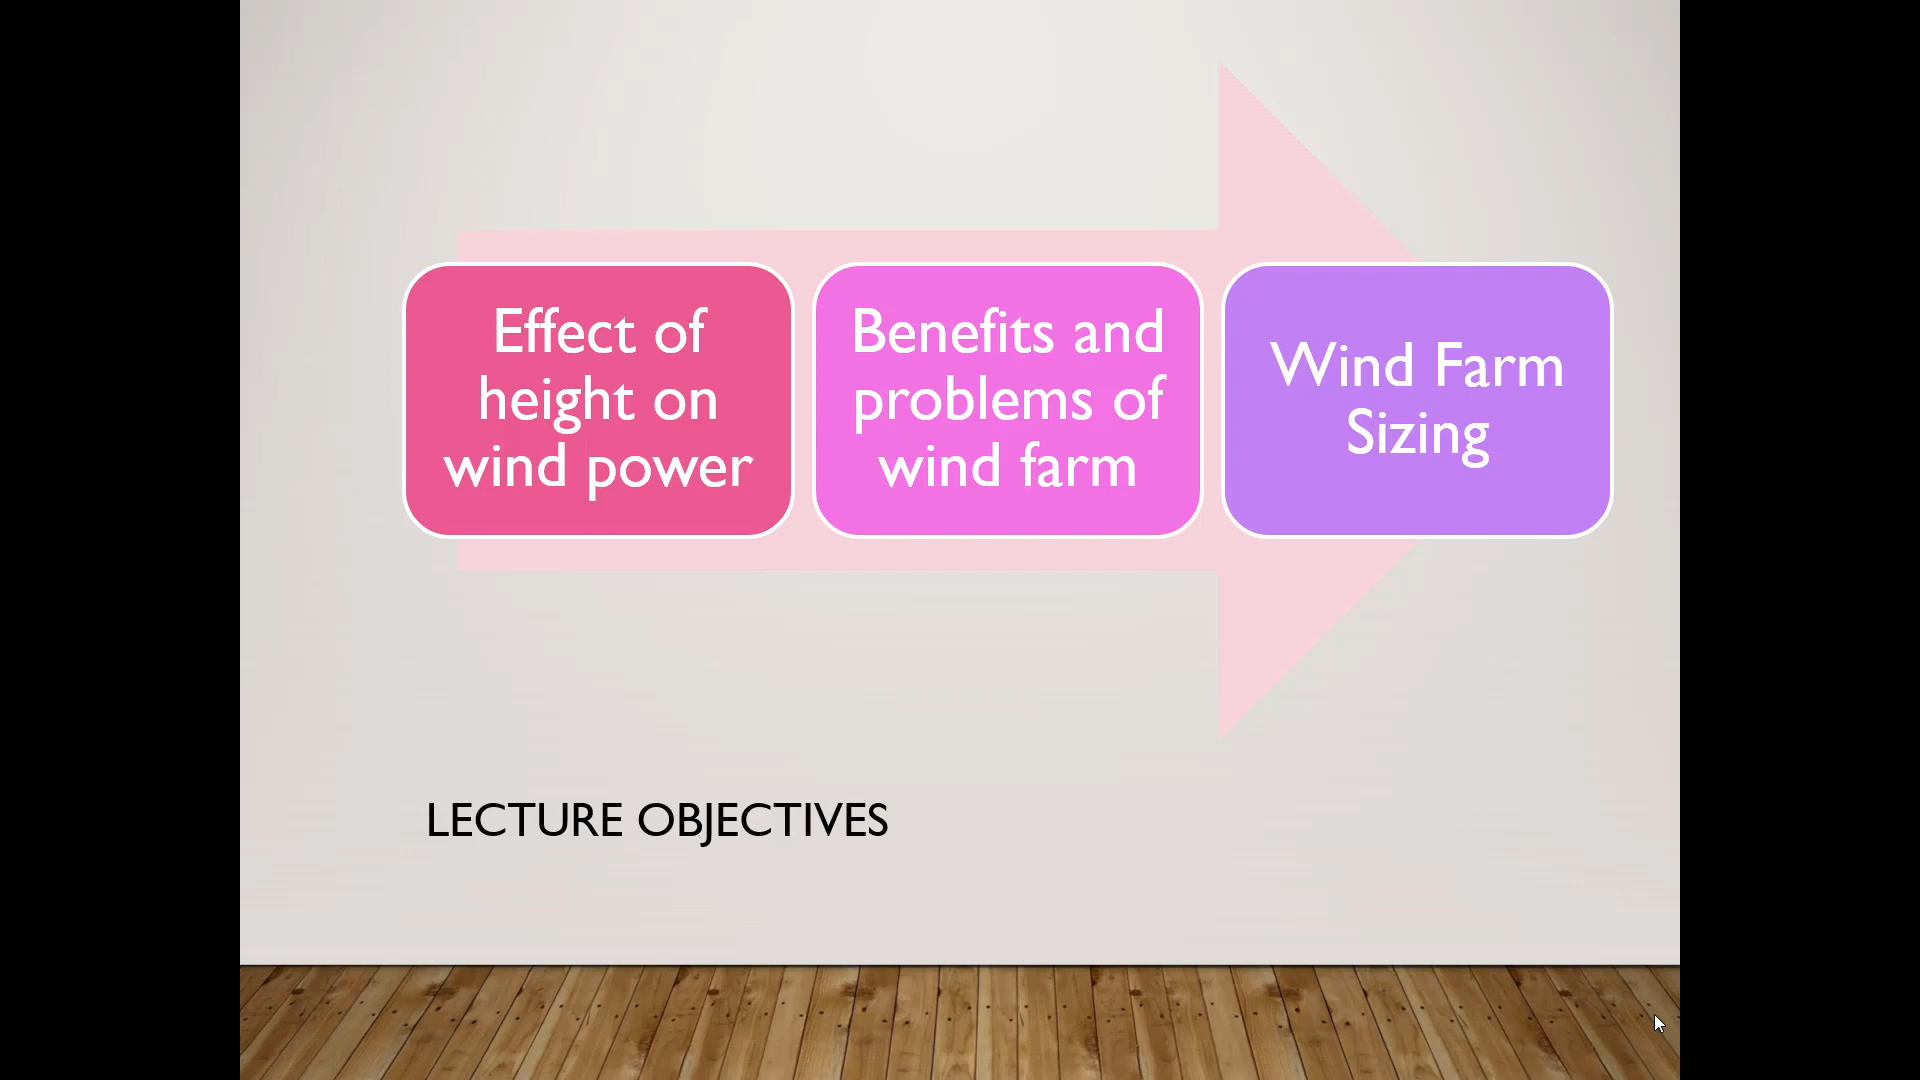 Effect of
height on
wind power
Benefits and
problems of
wind farm
Wind Farm
Sizing
LECTURE OBJECTIVES